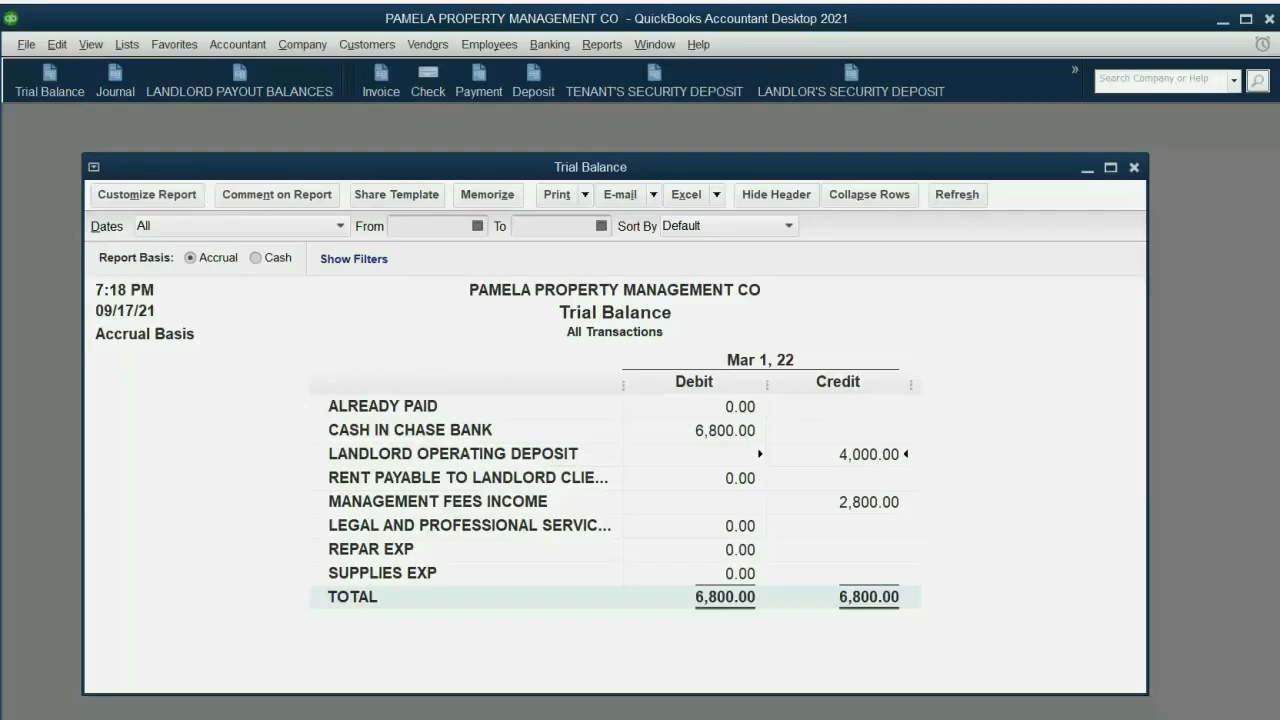 PAMELA PROPERTY MANAGEMENT CO - QuickBooks Accountant Desktop 2021
File Edit View Lists Favorites Accountant Company Customers Vendors Employees Banking Reports Window Help
Trial Balance Journal LANDLORD PAYOUT BALANCES Invoice Check Payment Deposit TENANT'S SECURITY DEPOSIT LANDLOR'S SECURITY DEPOSIT » Search Company or Help
Trial Balance
Customize Report Comment on Report Share Template Memorize Print E-mail Excel Hide Header Collapse Rows Refresh
Dates All From To Sort By Default
Report Basis: Accrual Cash Show Filters
7:18 PM PAMELA PROPERTY MANAGEMENT CO
09/17/21 Trial Balance
Accrual Basis All Transactions
Mar 1, 22
Debit Credit
ALREADY PAID 0.00
CASH IN CHASE BANK 6,800.00
LANDLORD OPERATING DEPOSIT 4,000.00
RENT PAYABLE TO LANDLORD CLIE... 0.00
MANAGEMENT FEES INCOME 2,800.00
LEGAL AND PROFESSIONAL SERVIC... 0.00
REPAR EXP 0.00
SUPPLIES EXP 0.00
TOTAL 6,800.00 6,800.00